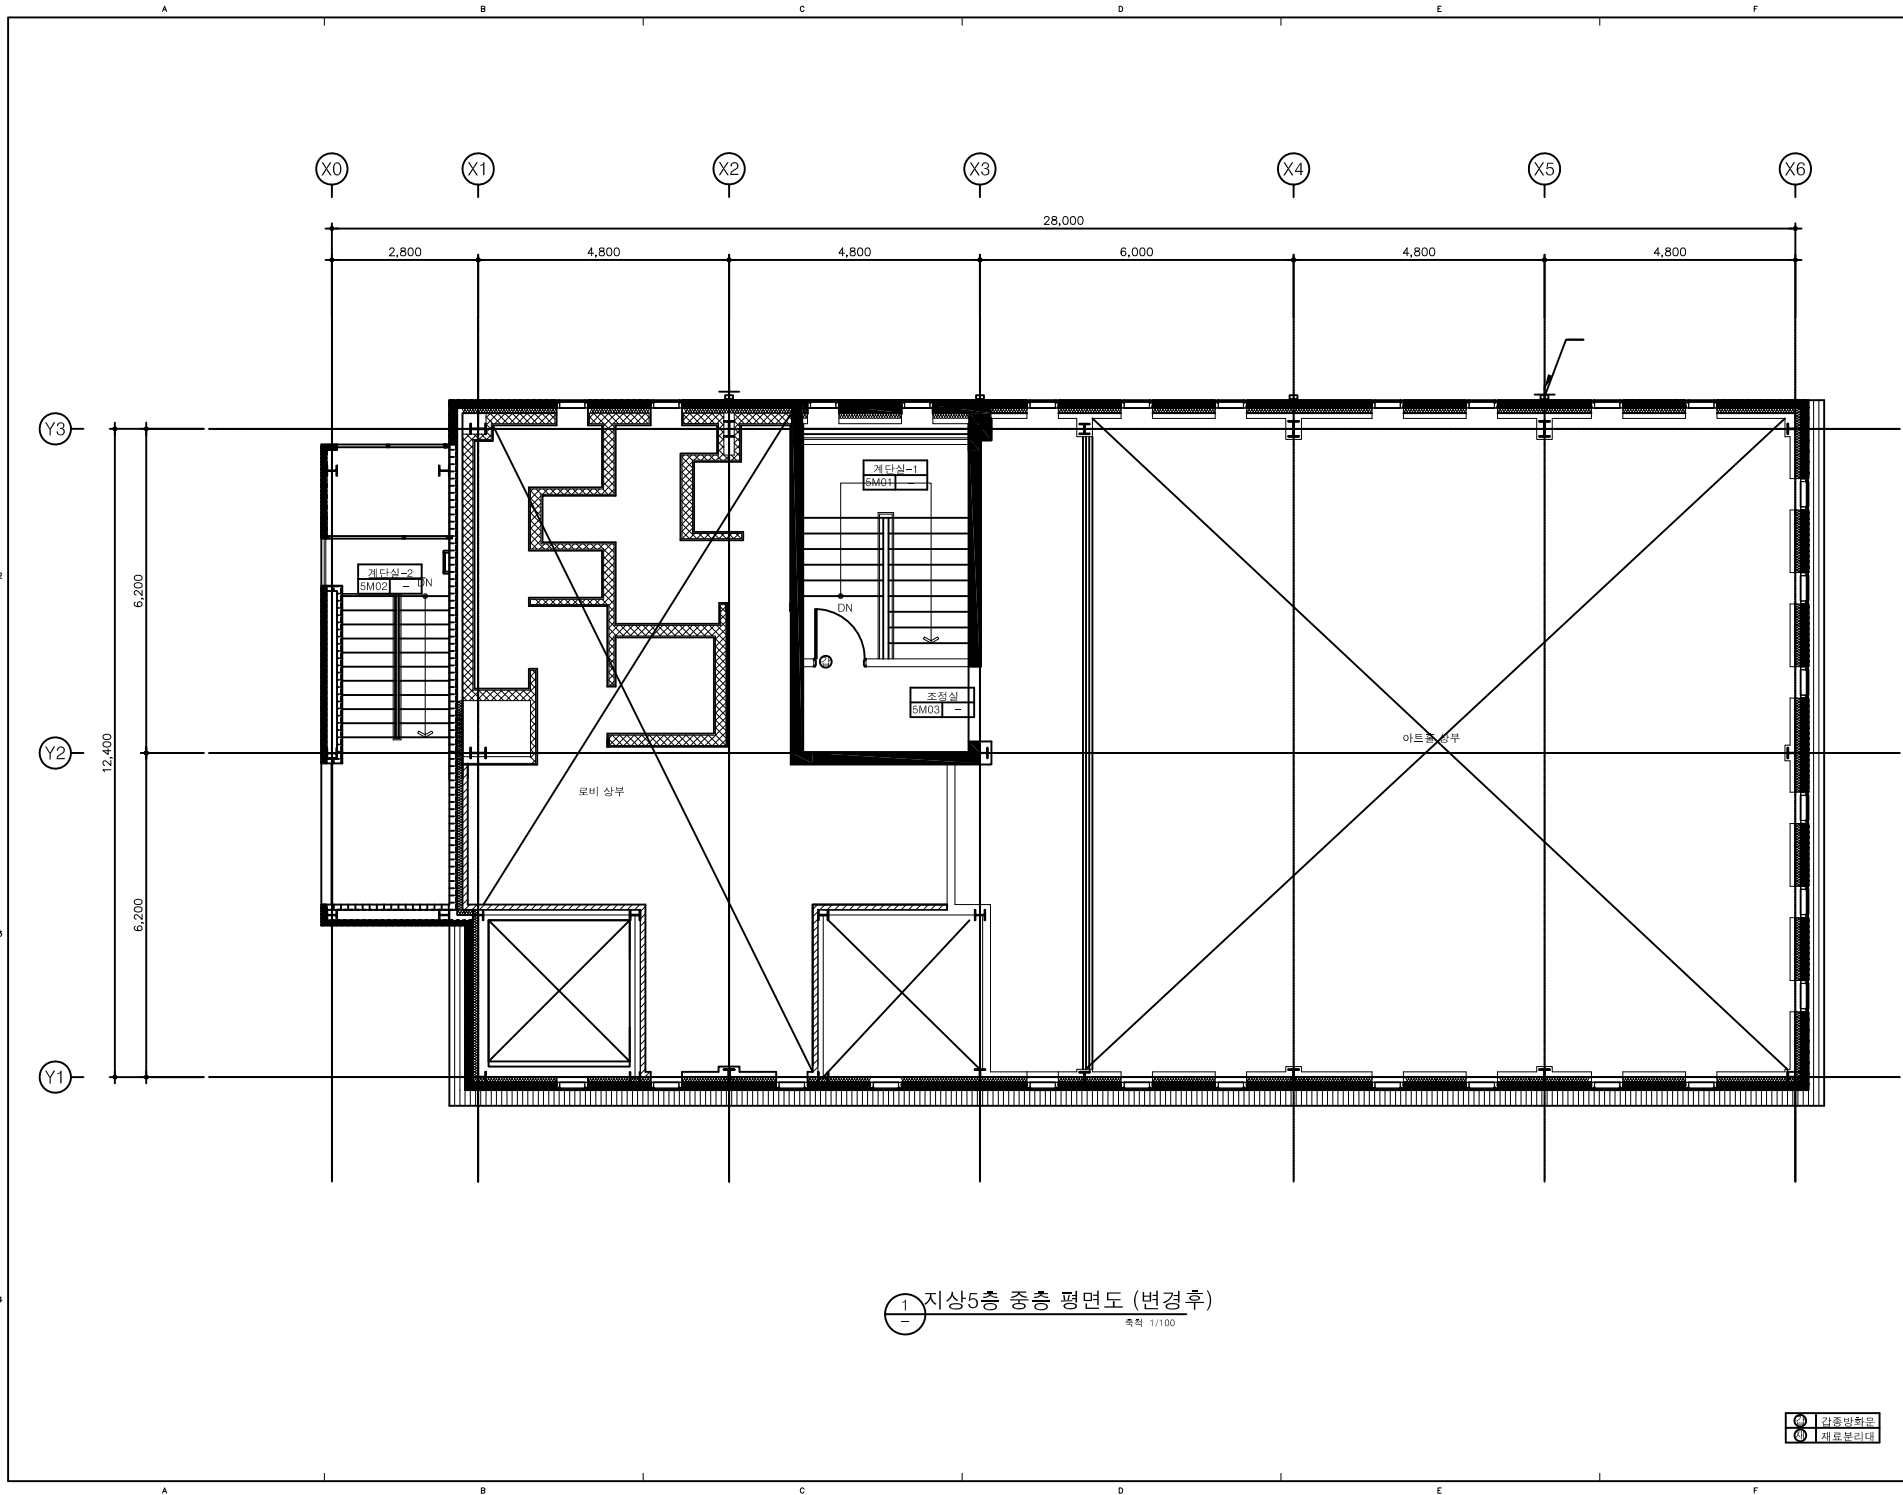 A B C D E F
X0 X1 X2 X3 X4 X5 X6
28,000
2,800 4,800 4,800 6,000 4,800 4,800
Y3
계단실-1
5M01 -
계단실-2
5M02 - DN
6,200
DN
갑
조정실
5M03 -
아트홀 상부
Y2
12,400
로비 상부
6,200
Y1
1
-
지상5층 중층 평면도 (변경후)
축척 1/100
갑 갑종방화문
재 재료분리대
A B C D E F